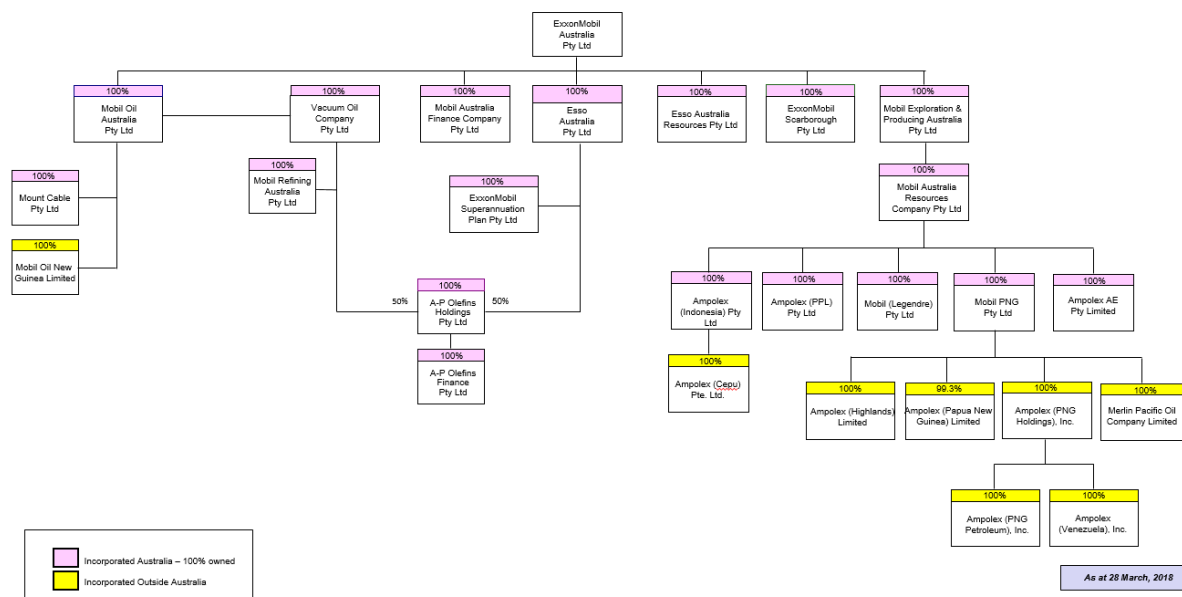 ExxonMobil
Australia
Pty Ltd
100%
Mobil Oil
Australia
Pty Ltd
100%
Vacuum Oil
Company
Pty Ltd
100%
Mobil Australia
Finance Company
Pty Ltd
100%
Esso
Australia
Pty Ltd
100%
Esso Australia
Resources Pty Ltd
100%
ExxonMobil
Scarborough
Pty Ltd
100%
Mobil Exploration &
Producing Australia
Pty Ltd
100%
Mount Cable
Pty Ltd
100%
Mobil Oil New
Guinea Limited
100%
Mobil Refining
Australia
Pty Ltd
100%
ExxonMobil
Superannuation
Plan Pty Ltd
100%
Mobil Australia
Resources
Company Pty Ltd
50%
100%
A-P Olefins
Holdings
Pty Ltd
50%
100%
A-P Olefins
Finance
Pty Ltd
100%
Ampolex
(Indonesia) Pty
Ltd
100%
Ampolex (PPL)
Pty Ltd
100%
Mobil (Legendre)
Pty Ltd
100%
Mobil PNG
Pty Ltd
100%
Ampolex AE
Pty Limited
100%
Ampolex (Cepu)
Pte. Ltd.
100%
Ampolex (Highlands)
Limited
99.3%
Ampolex (Papua New
Guinea) Limited
100%
Ampolex (PNG
Holdings), Inc.
100%
Merlin Pacific Oil
Company Limited
100%
Ampolex (PNG
Petroleum), Inc.
100%
Ampolex
(Venezuela), Inc.
Incorporated Australia – 100% owned
Incorporated Outside Australia
As at 28 March, 2018